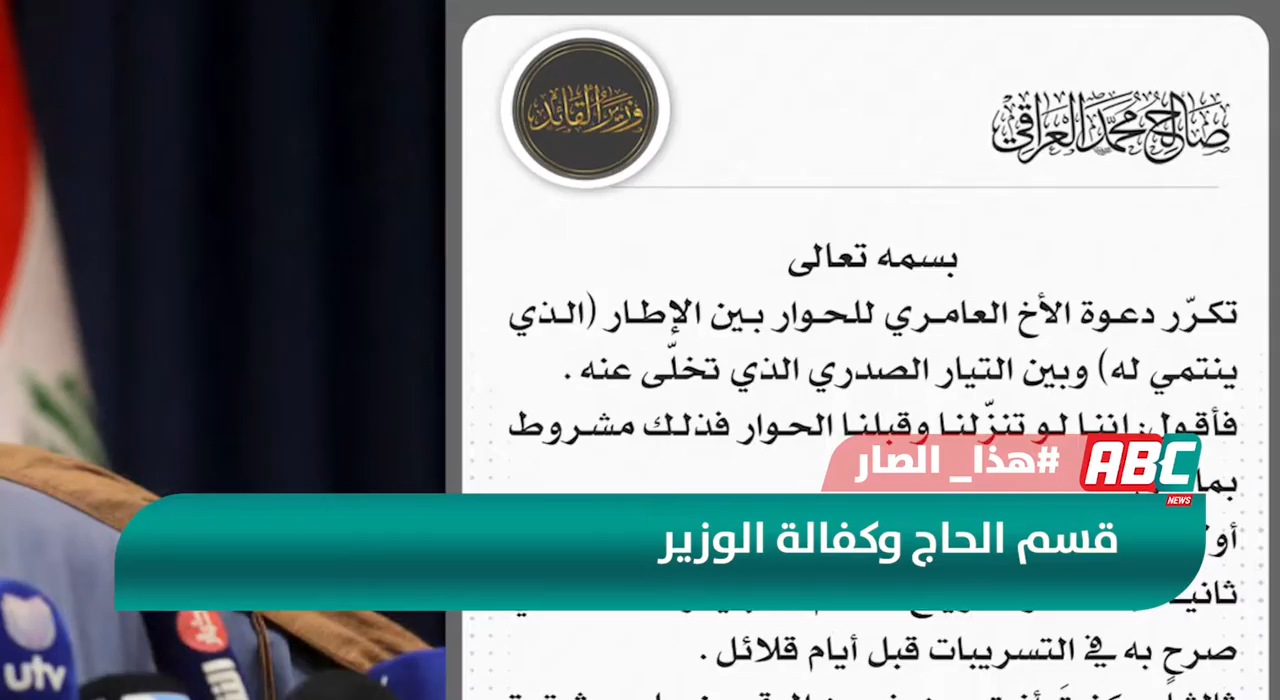 وزير القائد
صالح محمد العراقي
بسمه تعالى
تكرّر دعوة الأخ العامري للحوار بين الإطار (الذي
ينتمي له) وبين التيار الصدري الذي تخلّى عنه .
فأقول: إننا لو تنزّلنا وقبلنا الحوار فذلك مشروط
#هذا_ الصار
ABC
NEWS
قسم الحاج وكفالة الوزير
صرح به في التسريبات قبل أيام قلائل .
utv